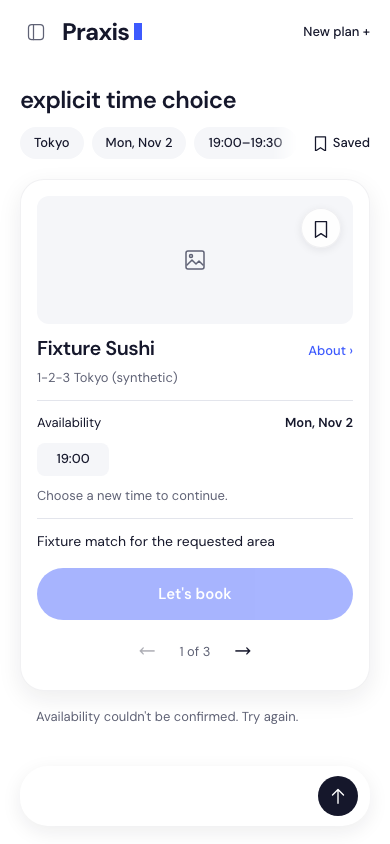 Praxis
New plan +
explicit time choice
Tokyo
Mon, Nov 2
19:00–19:30
Saved
Fixture Sushi
About ›
1-2-3 Tokyo (synthetic)
Availability
Mon, Nov 2
19:00
Choose a new time to continue.
Fixture match for the requested area
Let's book
← 1 of 3 →
Availability couldn't be confirmed. Try again.